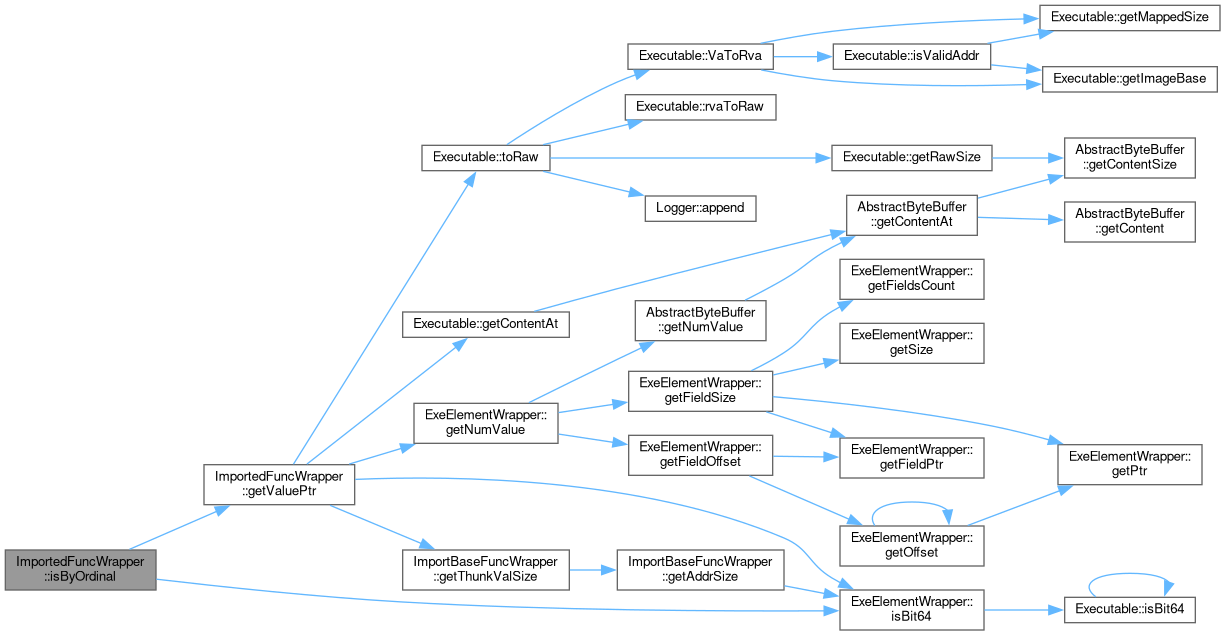 Executable::getMappedSize
Executable::VaToRva
Executable::isValidAddr
Executable::getImageBase
Executable::rvaToRaw
Executable::toRaw
Executable::getRawSize
AbstractByteBuffer
::getContentSize
Logger::append
AbstractByteBuffer
::getContentAt
AbstractByteBuffer
::getContent
ExeElementWrapper::
getFieldsCount
Executable::getContentAt
AbstractByteBuffer
::getNumValue
ExeElementWrapper::
getSize
ExeElementWrapper::
getNumValue
ExeElementWrapper::
getFieldSize
ExeElementWrapper::
getFieldOffset
ExeElementWrapper::
getFieldPtr
ExeElementWrapper::
getPtr
ImportedFuncWrapper
::getValuePtr
ExeElementWrapper::
getOffset
ImportedFuncWrapper
::isByOrdinal
ImportBaseFuncWrapper
::getThunkValSize
ImportBaseFuncWrapper
::getAddrSize
ExeElementWrapper::
isBit64
Executable::isBit64